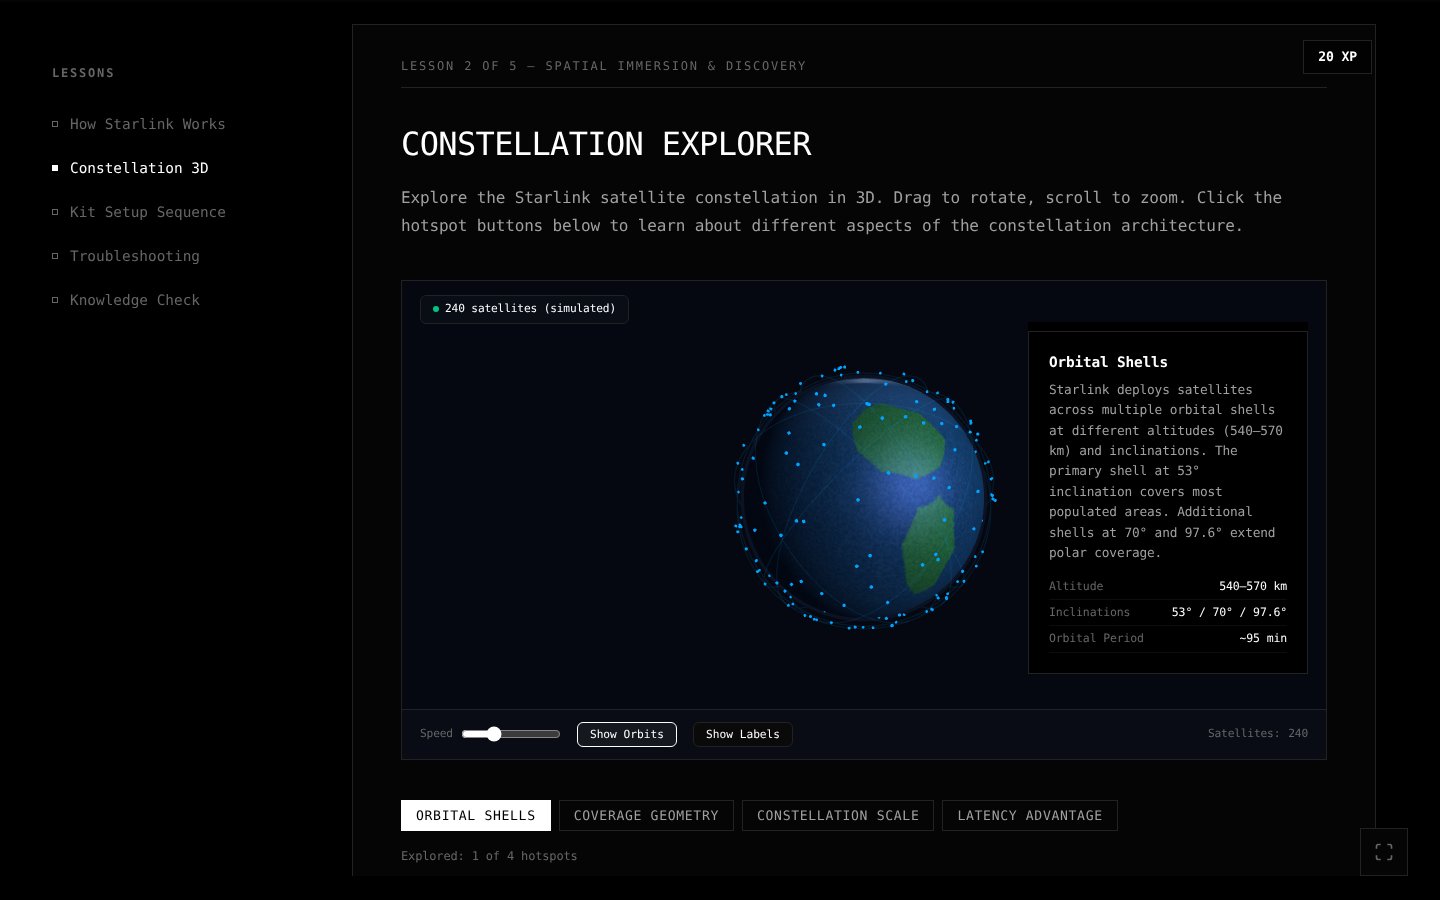 LESSONS
How Starlink Works
Constellation 3D
Kit Setup Sequence
Troubleshooting
Knowledge Check
LESSON 2 OF 5 — SPATIAL IMMERSION & DISCOVERY
20 XP
CONSTELLATION EXPLORER
Explore the Starlink satellite constellation in 3D. Drag to rotate, scroll to zoom. Click the
hotspot buttons below to learn about different aspects of the constellation architecture.
240 satellites (simulated)
Orbital Shells
Starlink deploys satellites
across multiple orbital shells
at different altitudes (540–570
km) and inclinations. The
primary shell at 53°
inclination covers most
populated areas. Additional
shells at 70° and 97.6° extend
polar coverage.
Altitude 540–570 km
Inclinations 53° / 70° / 97.6°
Orbital Period ~95 min
Speed Show Orbits Show Labels Satellites: 240
ORBITAL SHELLS COVERAGE GEOMETRY CONSTELLATION SCALE LATENCY ADVANTAGE
Explored: 1 of 4 hotspots